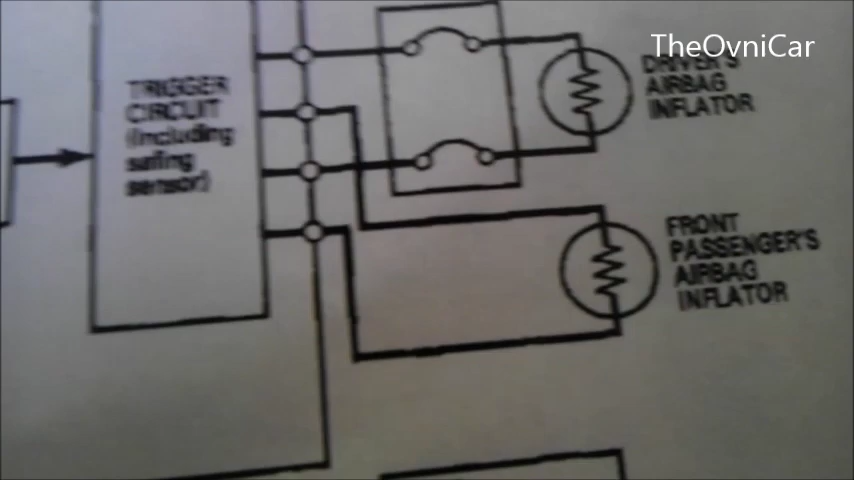 TheOvniCar
TRIGGER
CIRCUIT
(Including
safing
sensor)
DRIVER'S
AIRBAG
INFLATOR
FRONT
PASSENGER'S
AIRBAG
INFLATOR